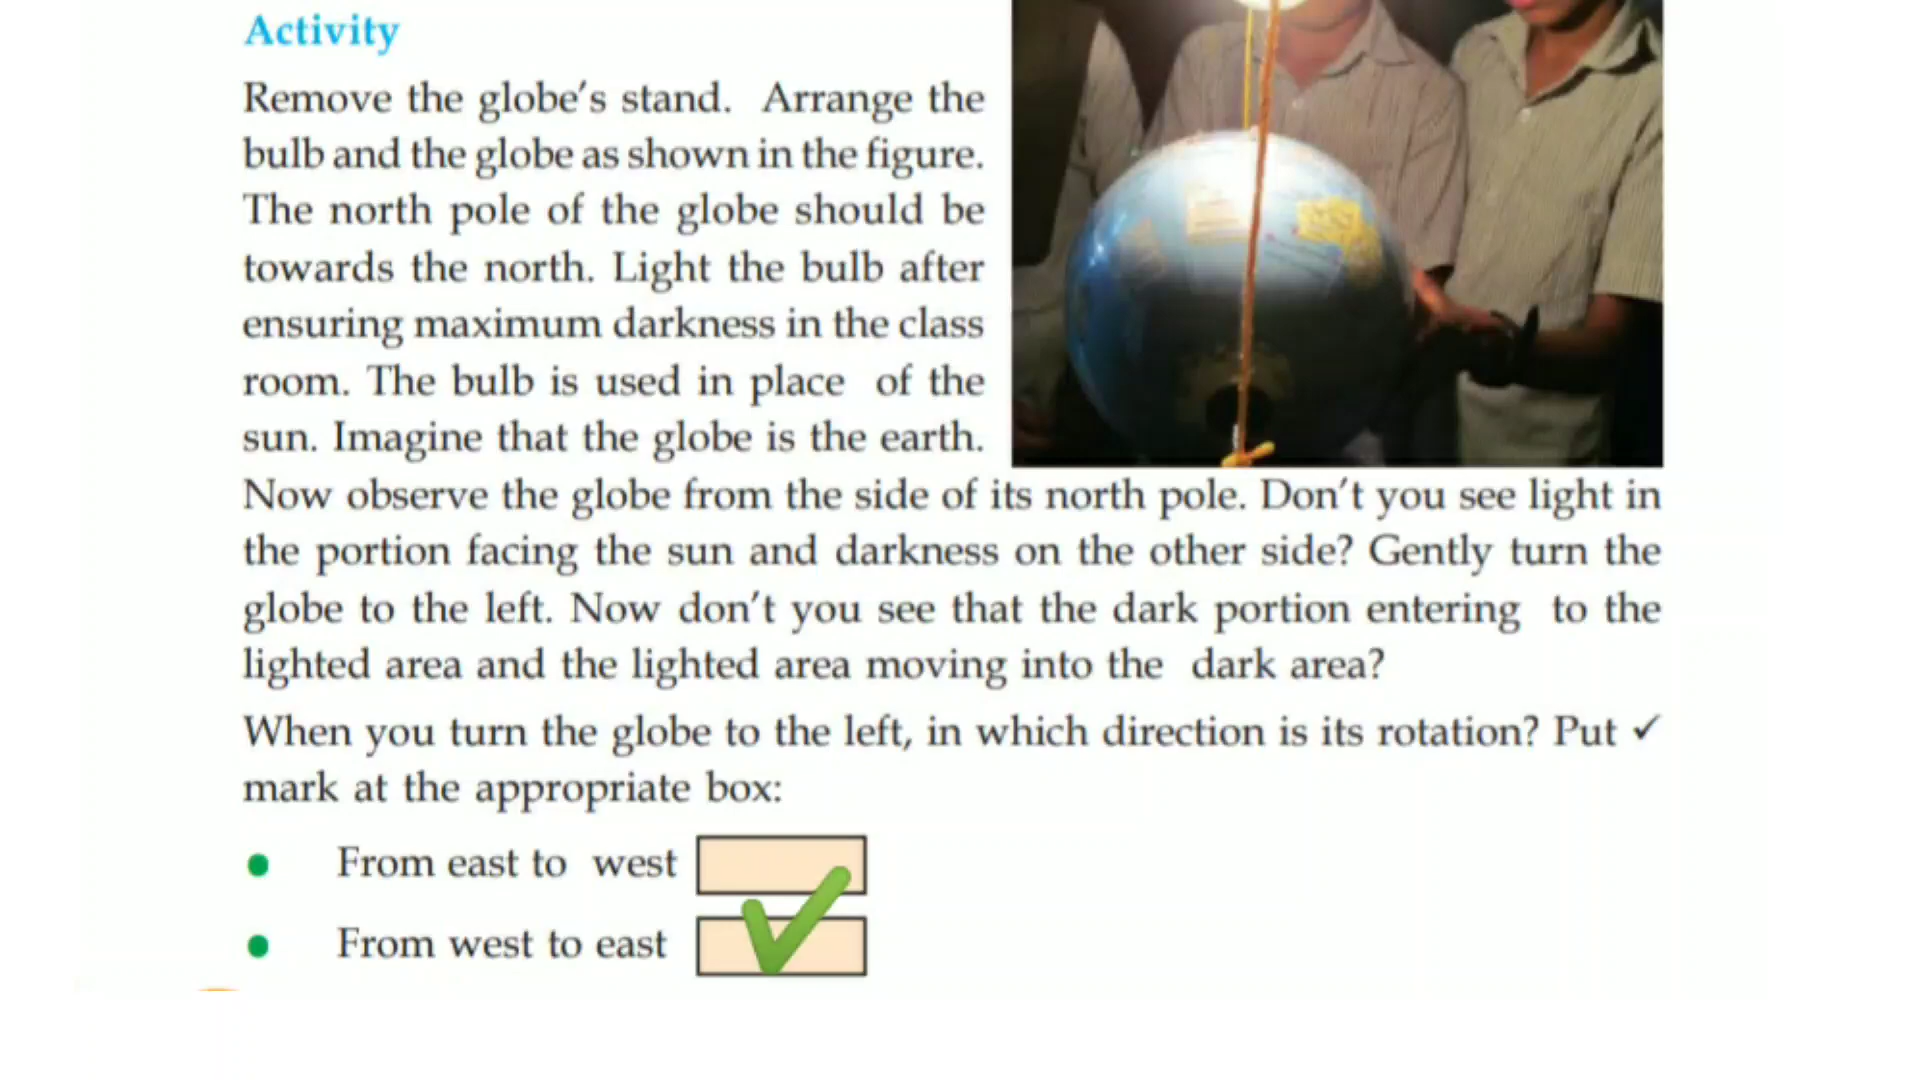 Activity
Remove the globe's stand. Arrange the
bulb and the globe as shown in the figure.
The north pole of the globe should be
towards the north. Light the bulb after
ensuring maximum darkness in the class
room. The bulb is used in place of the
sun. Imagine that the globe is the earth.
Now observe the globe from the side of its north pole. Don't you see light in
the portion facing the sun and darkness on the other side? Gently turn the
globe to the left. Now don't you see that the dark portion entering to the
lighted area and the lighted area moving into the dark area?
When you turn the globe to the left, in which direction is its rotation? Put ✓
mark at the appropriate box:
● From east to west
● From west to east ✓